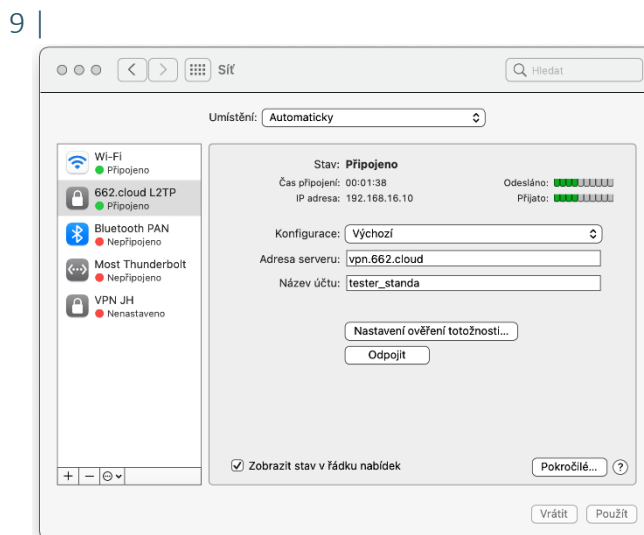 9 |
Síť
Hledat
Umístění: Automaticky
Wi-Fi
Připojeno
662.cloud L2TP
Připojeno
Bluetooth PAN
Nepřipojeno
Most Thunderbolt
Nepřipojeno
VPN JH
Nenastaveno
Stav: Připojeno
Čas připojení: 00:01:38
IP adresa: 192.168.16.10
Odesláno:
Přijato:
Konfigurace: Výchozí
Adresa serveru: vpn.662.cloud
Název účtu: tester_standa
Nastavení ověření totožnosti...
Odpojit
Zobrazit stav v řádku nabídek
Pokročilé... ?
Vrátit Použít